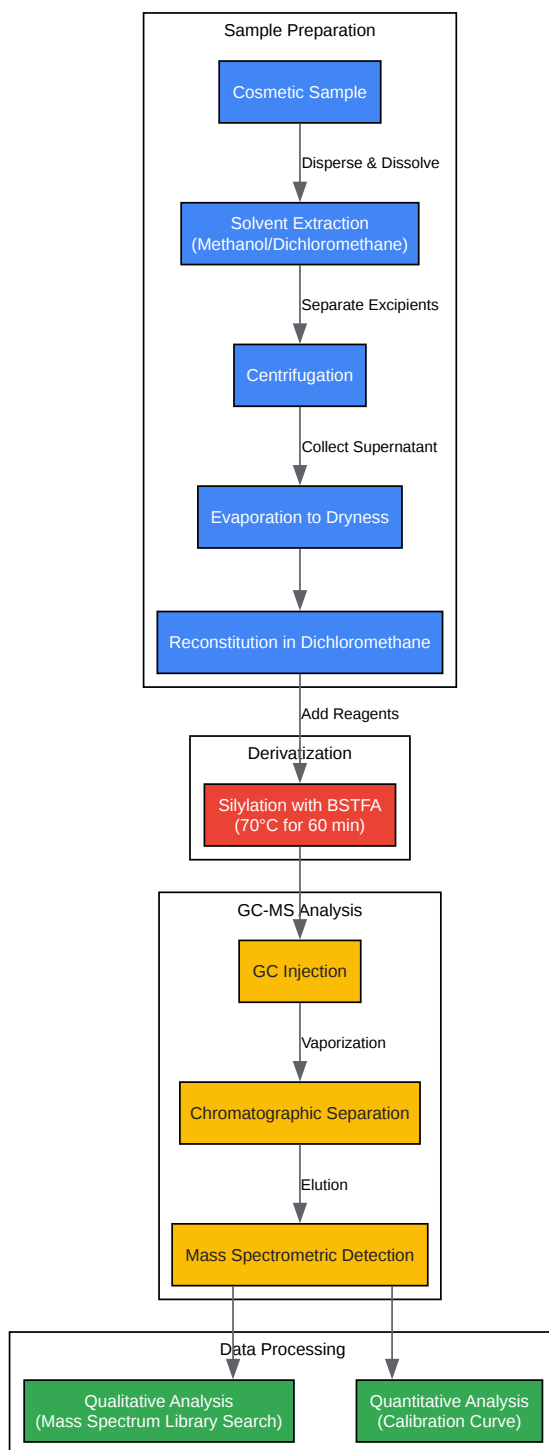 Sample Preparation
Cosmetic Sample
Disperse & Dissolve
Solvent Extraction
(Methanol/Dichloromethane)
Separate Excipients
Centrifugation
Collect Supernatant
Evaporation to Dryness
Reconstitution in Dichloromethane
Add Reagents
Derivatization
Silylation with BSTFA
(70°C for 60 min)
GC-MS Analysis
GC Injection
Vaporization
Chromatographic Separation
Elution
Mass Spectrometric Detection
Data Processing
Qualitative Analysis
(Mass Spectrum Library Search)
Quantitative Analysis
(Calibration Curve)